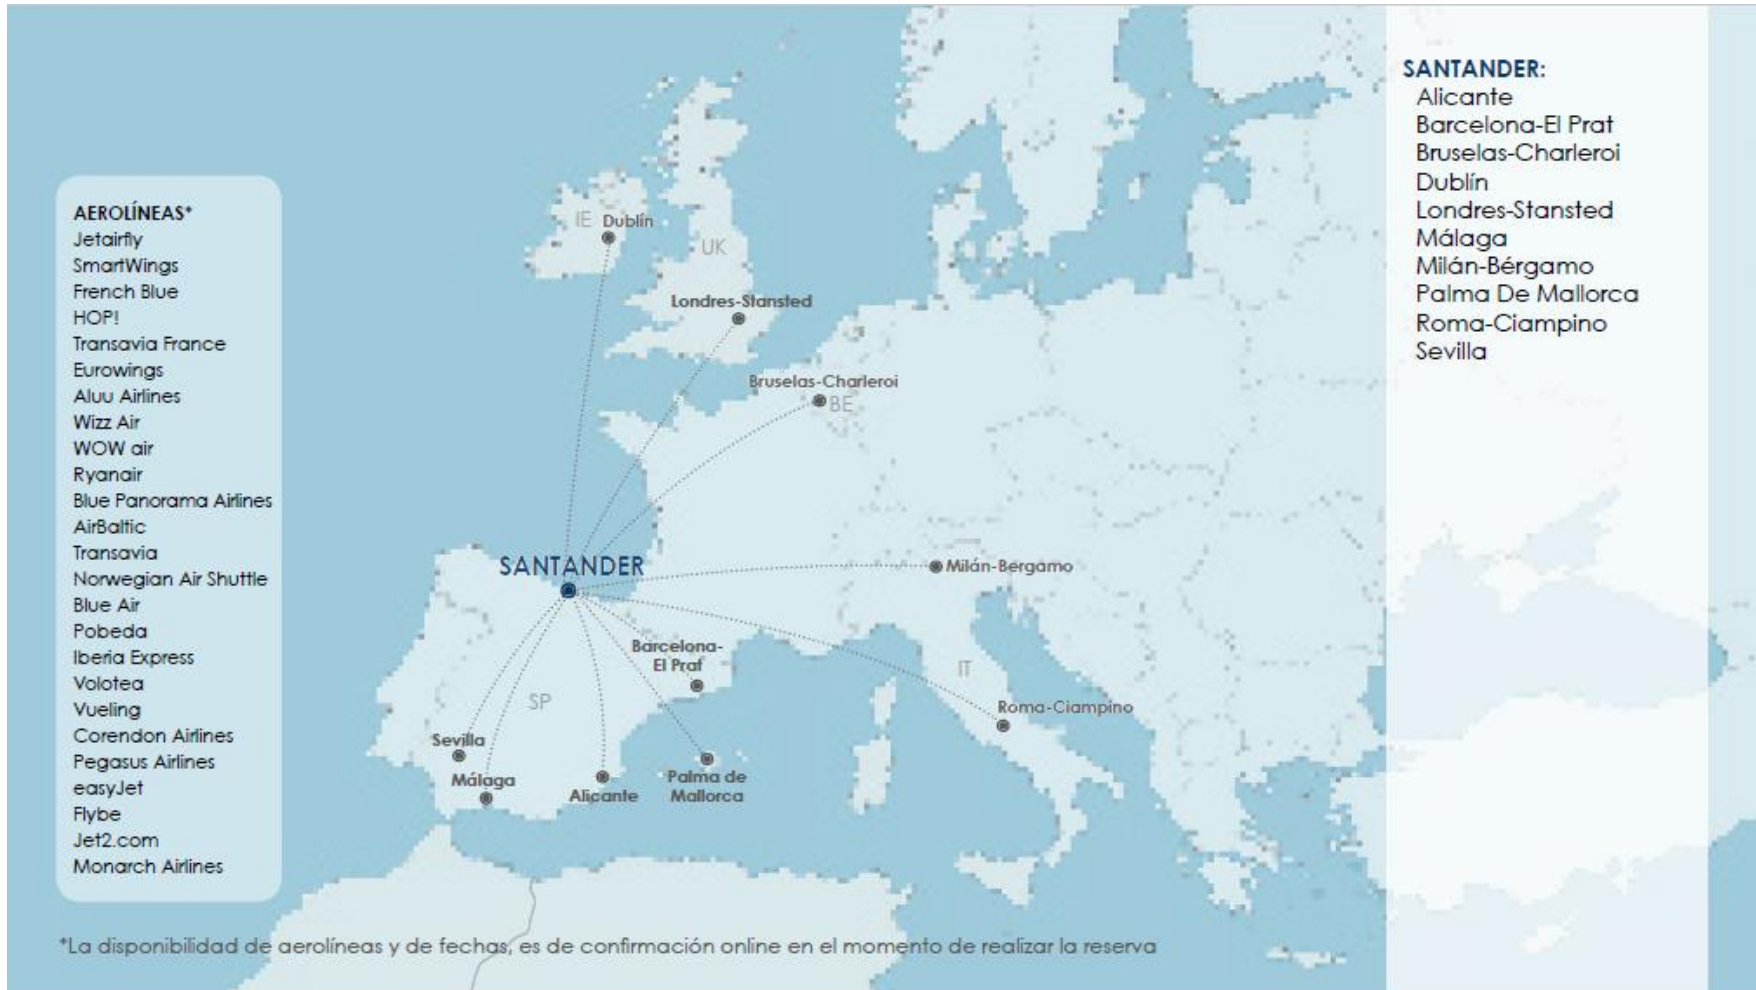 AEROLÍNEAS*
Jetairfly
SmartWings
French Blue
HOP!
Transavia France
Eurowings
Aluu Airlines
Wizz Air
WOW air
Ryanair
Blue Panorama Airlines
AirBaltic
Transavia
Norwegian Air Shuttle
Blue Air
Pobeda
Iberia Express
Volotea
Vueling
Corendon Airlines
Pegasus Airlines
easyJet
Flybe
Jet2.com
Monarch Airlines
IE Dublín
UK
Londres-Stansted
Bruselas-Charleroi
BE
SANTANDER
Milán-Bergamo
Barcelona-
El Prat
IT
SP
Roma-Ciampino
Sevilla
Málaga
Alicante
Palma de
Mallorca
SANTANDER:
Alicante
Barcelona-El Prat
Bruselas-Charleroi
Dublín
Londres-Stansted
Málaga
Milán-Bérgamo
Palma De Mallorca
Roma-Ciampino
Sevilla
*La disponibilidad de aerolíneas y de fechas, es de confirmación online en el momento de realizar la reserva